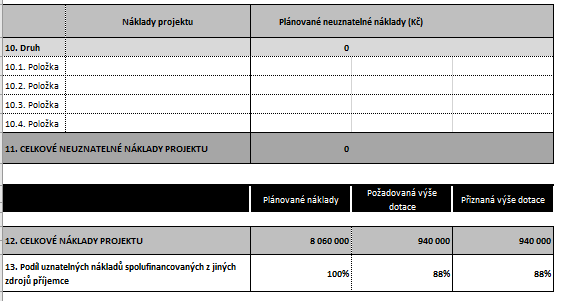 Náklady projektu Plánované neuznatelné náklady (Kč)
10. Druh 0
10.1. Položka
10.2. Položka
10.3. Položka
10.4. Položka
11. CELKOVÉ NEUZNATELNÉ NÁKLADY PROJEKTU 0
Plánované náklady Požadovaná výše dotace Přiznaná výše dotace
12. CELKOVÉ NÁKLADY PROJEKTU 8 060 000 940 000 940 000
13. Podíl uznatelných nákladů spolufinancovaných z jiných
zdrojů příjemce 100% 88% 88%